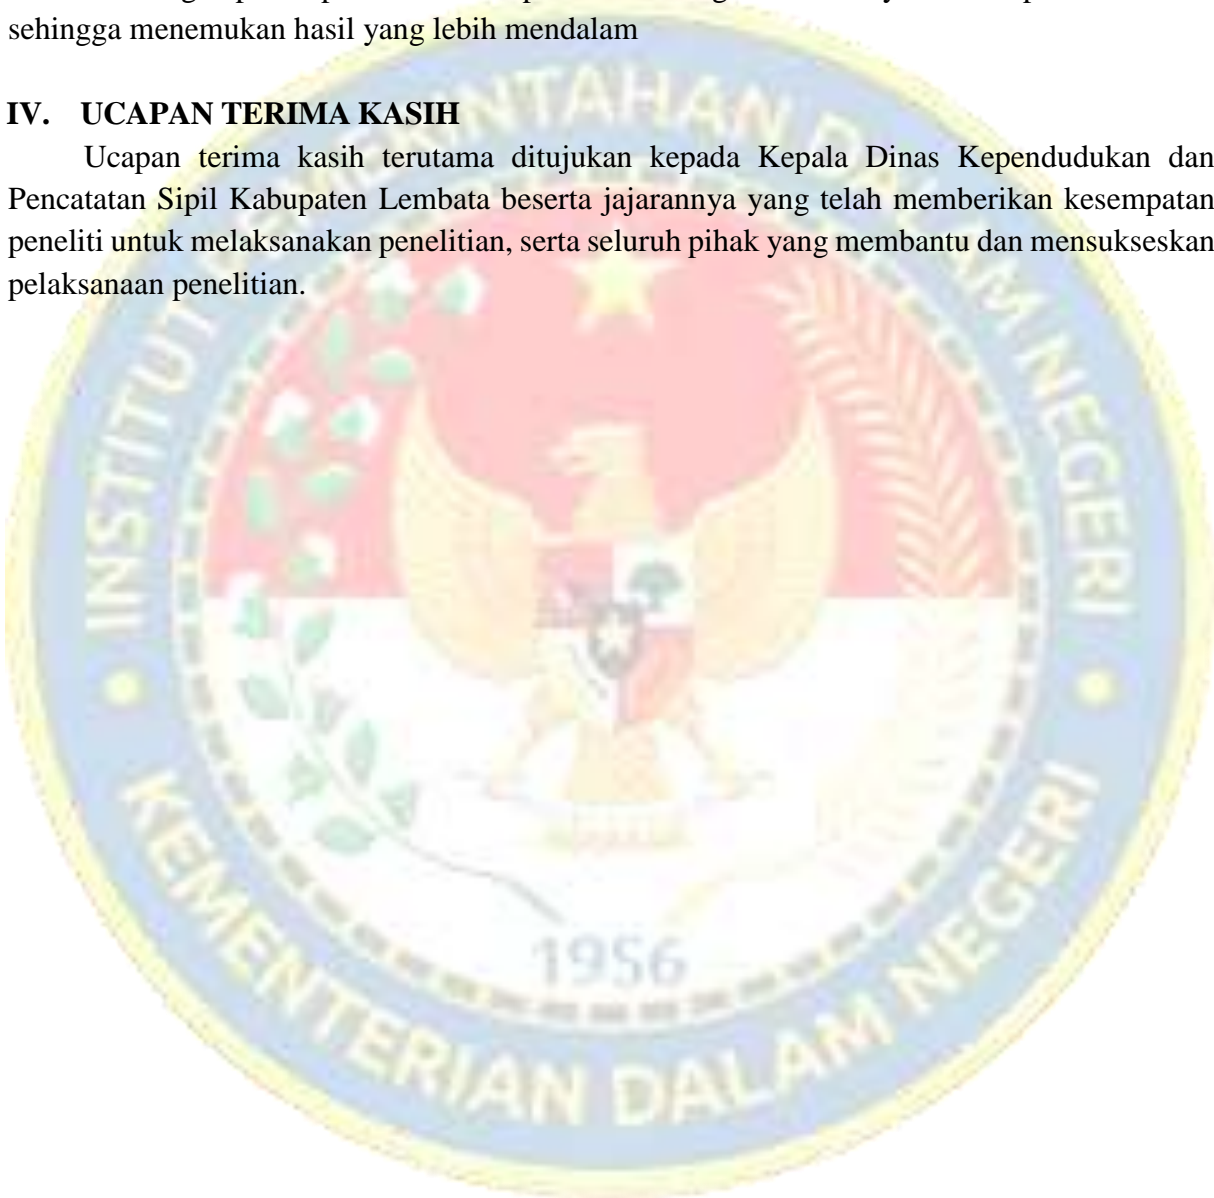 sehingga menemukan hasil yang lebih mendalam
IV. UCAPAN TERIMA KASIH
Ucapan terima kasih terutama ditujukan kepada Kepala Dinas Kependudukan dan
Pencatatan Sipil Kabupaten Lembata beserta jajarannya yang telah memberikan kesempatan
peneliti untuk melaksanakan penelitian, serta seluruh pihak yang membantu dan mensukseskan
pelaksanaan penelitian.
INSTITUT PEMERINTAHAN DALAM NEGERI
1956
KEMENTERIAN DALAM NEGERI